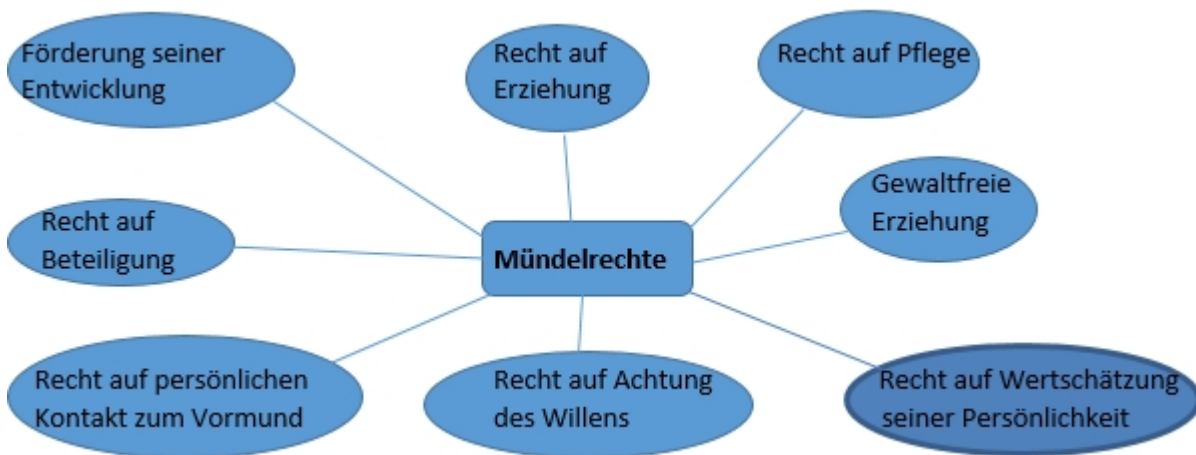 Förderung seiner
Entwicklung
Recht auf
Erziehung
Recht auf Pflege
Gewaltfreie
Erziehung
Recht auf
Beteiligung
Mündelrechte
Recht auf persönlichen
Kontakt zum Vormund
Recht auf Achtung
des Willens
Recht auf Wertschätzung
seiner Persönlichkeit